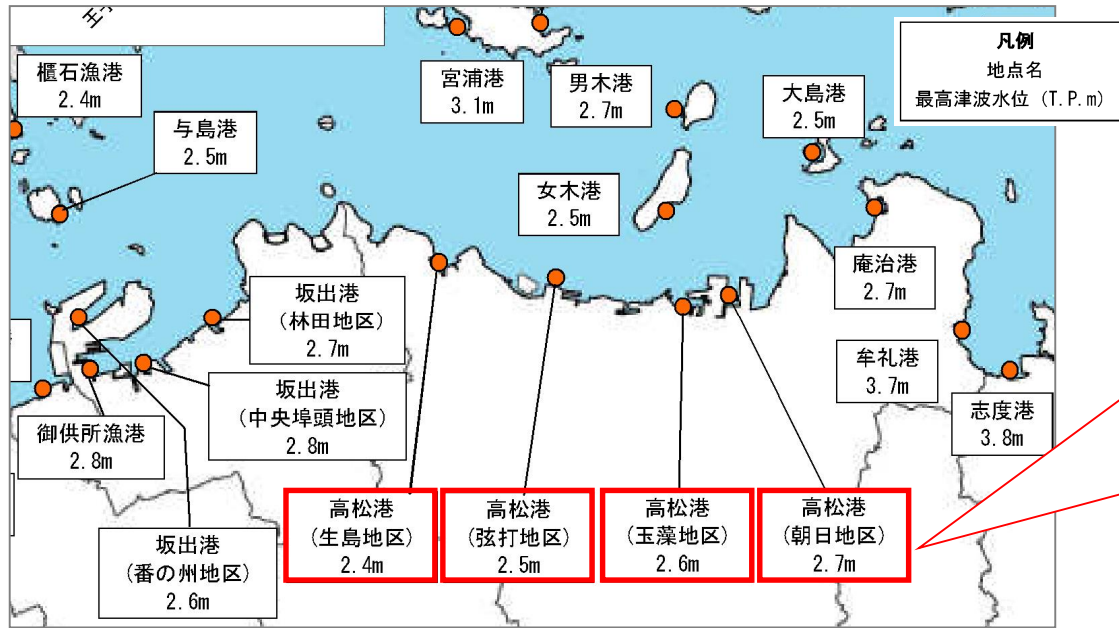 王子
櫃石漁港
2.4m
与島港
2.5m
宮浦港
3.1m
男木港
2.7m
大島港
2.5m
凡例
地点名
最高津波水位 (T.P.m)
女木港
2.5m
庵治港
2.7m
坂出港
(林田地区)
2.7m
坂出港
(中央埠頭地区)
2.8m
牟礼港
3.7m
志度港
3.8m
御供所漁港
2.8m
坂出港
(番の州地区)
2.6m
高松港
(生島地区)
2.4m
高松港
(弦打地区)
2.5m
高松港
(玉藻地区)
2.6m
高松港
(朝日地区)
2.7m